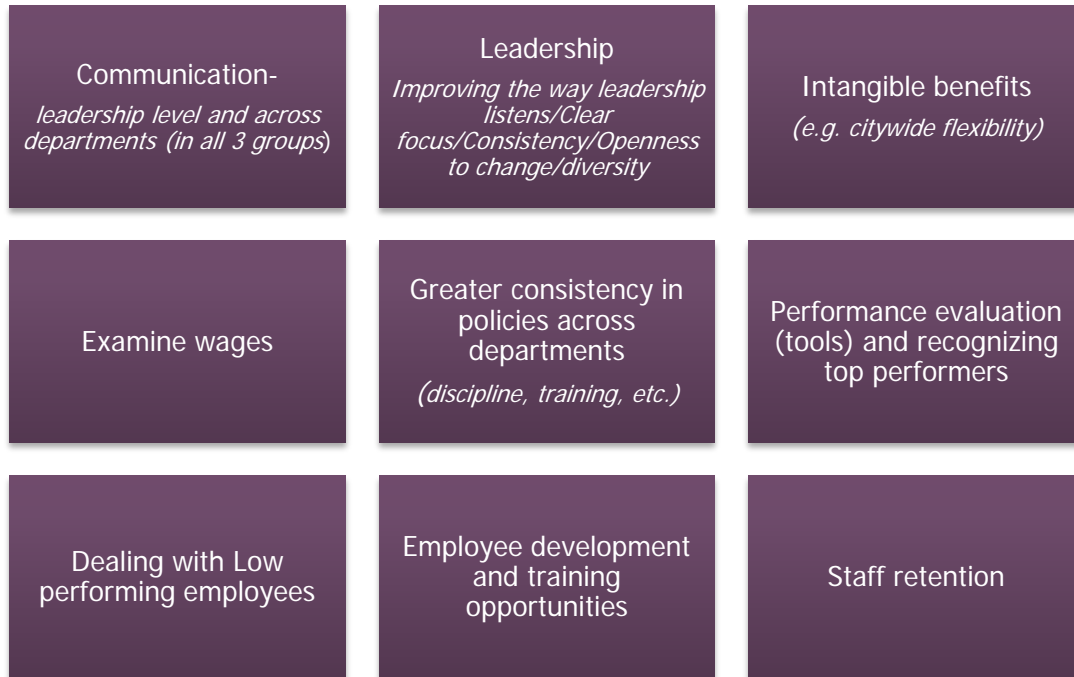 Communication-
leadership level and across
departments (in all 3 groups)
Leadership
Improving the way leadership
listens/Clear
focus/Consistency/Openness
to change/diversity
Intangible benefits
(e.g. citywide flexibility)
Examine wages
Greater consistency in
policies across
departments
(discipline, training, etc.)
Performance evaluation
(tools) and recognizing
top performers
Dealing with Low
performing employees
Employee development
and training
opportunities
Staff retention